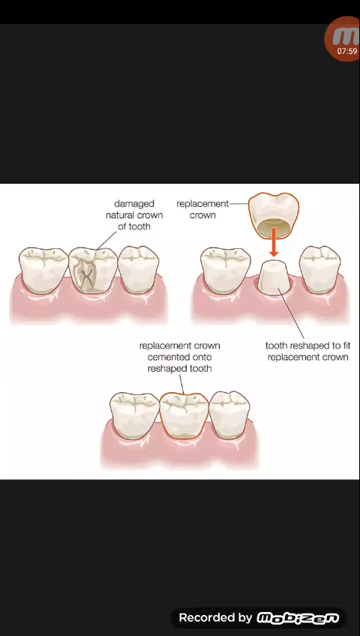 M
07:59
damaged
natural crown
of tooth
replacement
crown
replacement crown
cemented onto
reshaped tooth
tooth reshaped to fit
replacement crown
Recorded by Mobizen